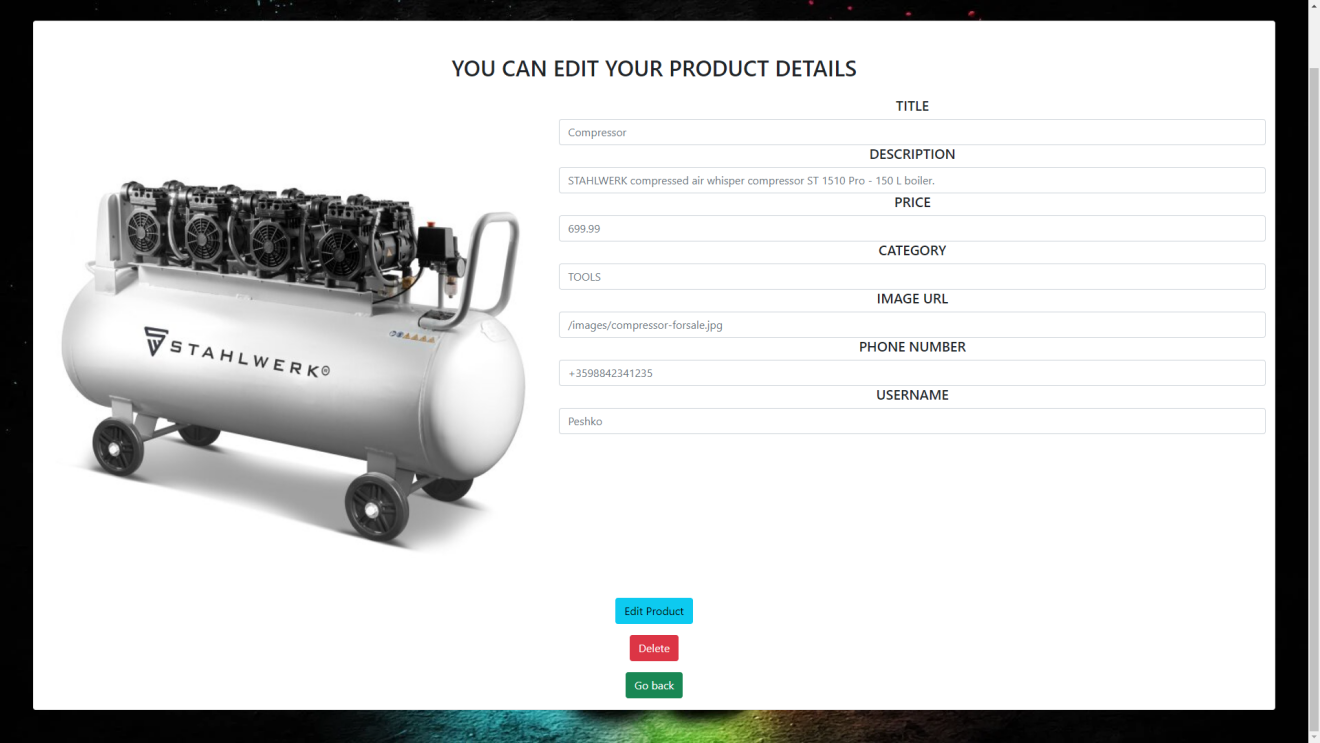 YOU CAN EDIT YOUR PRODUCT DETAILS
STAHLWERK®
TITLE
Compressor
DESCRIPTION
STAHLWERK compressed air whisper compressor ST 1510 Pro - 150 L boiler.
PRICE
699.99
CATEGORY
TOOLS
IMAGE URL
/images/compressor-forsale.jpg
PHONE NUMBER
+3598842341235
USERNAME
Peshko
Edit Product
Delete
Go back